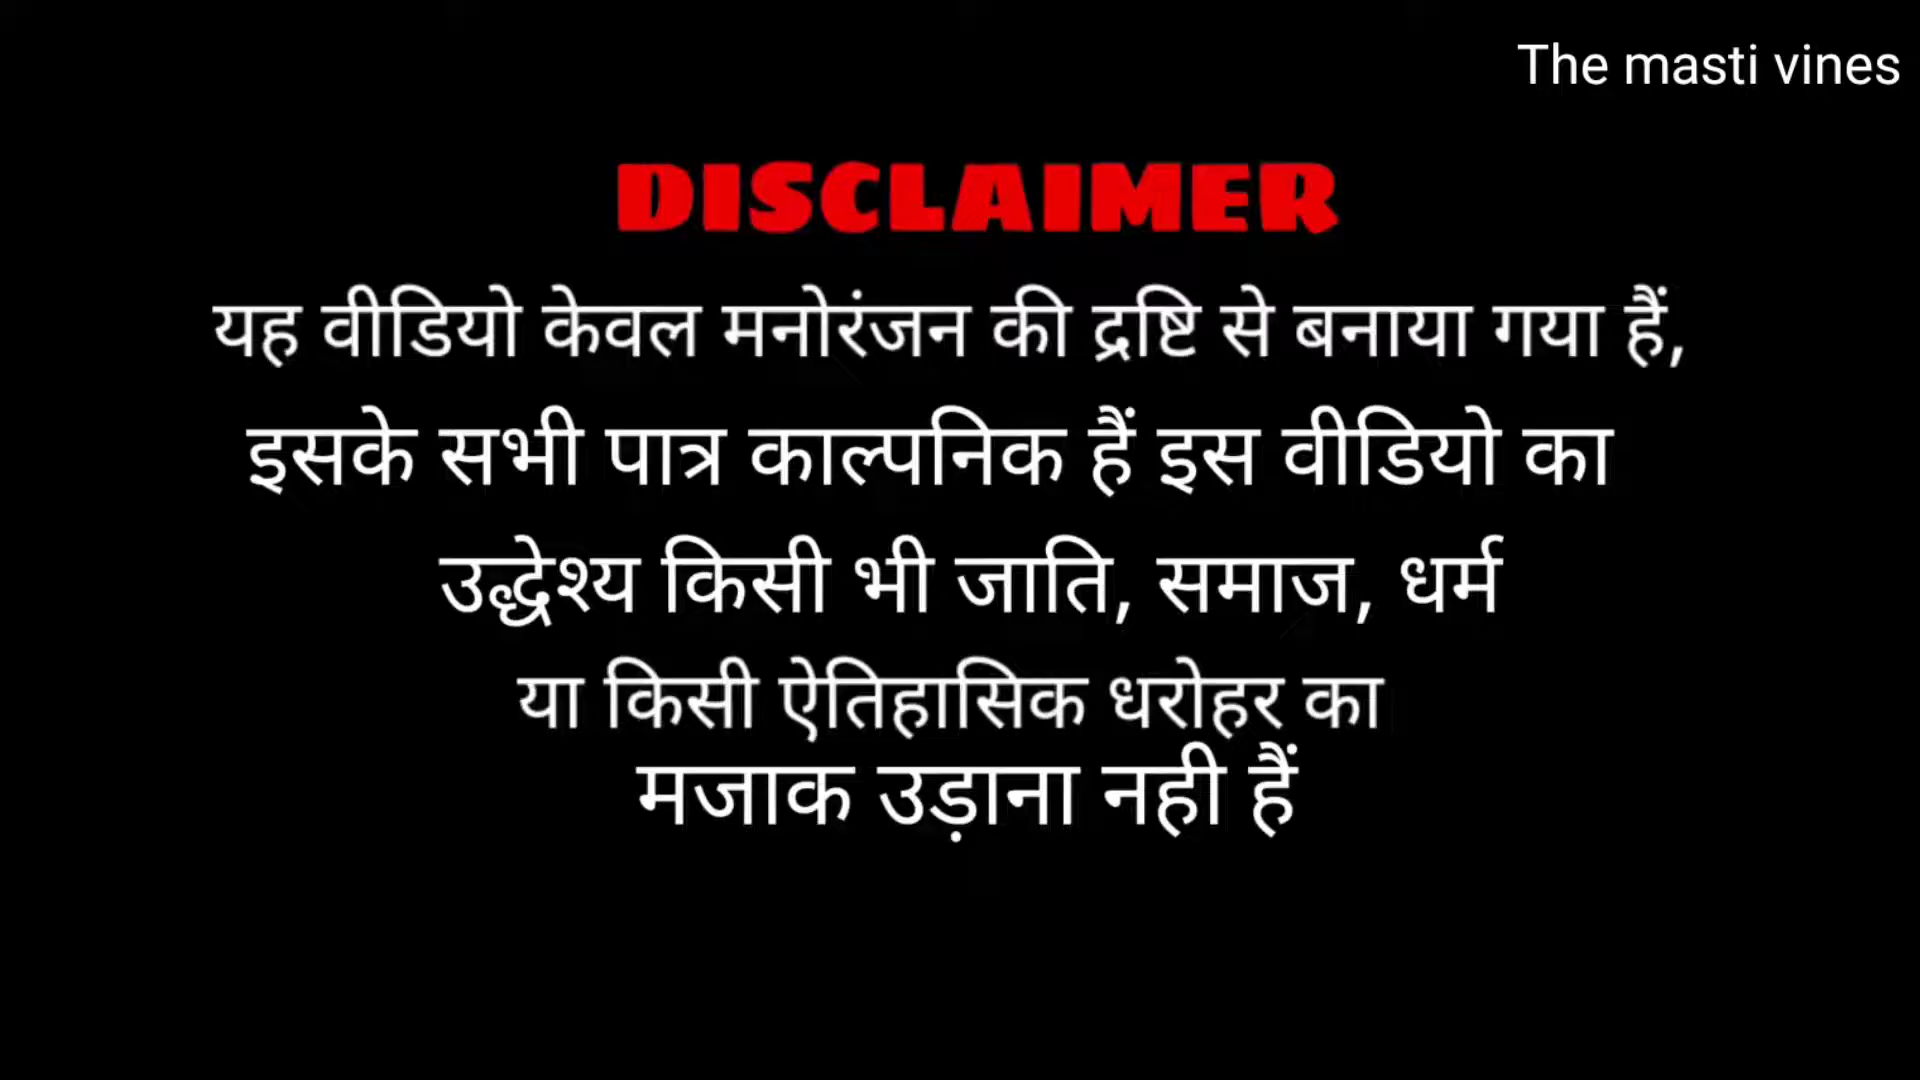 The masti vines
DISCLAIMER
यह वीडियो केवल मनोरंजन की द्रष्टि से बनाया गया हैं,
इसके सभी पात्र काल्पनिक हैं इस वीडियो का
उद्धेश्य किसी भी जाति, समाज, धर्म
या किसी ऐतिहासिक धरोहर का
मजाक उड़ाना नही हैं